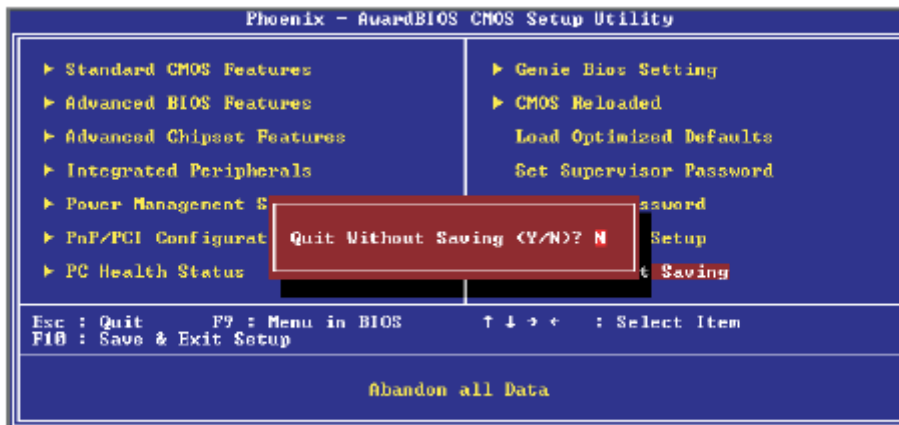 Phoenix - AwardBIOS CMOS Setup Utility
Standard CMOS Features
Advanced BIOS Features
Advanced Chipset Features
Integrated Peripherals
Power Management S
PnP/PCI Configurat
PC Health Status
Genie Bios Setting
CMOS Reloaded
Load Optimized Defaults
Set Supervisor Password
ssword
Setup
t Saving
Quit Without Saving (Y/N)? N
Esc : Quit F9 : Menu in BIOS ↑ ↓ → ← : Select Item
F10 : Save & Exit Setup
Abandon all Data